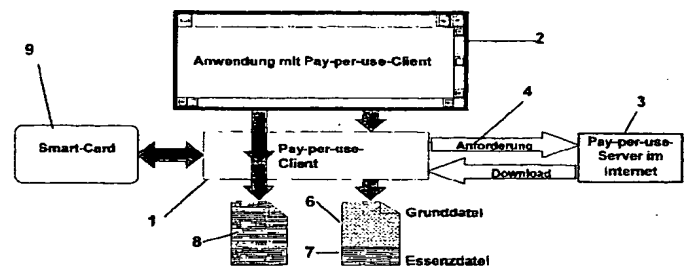 9
2
Anwendung mit Pay-per-use-Client
4
3
Smart-Card
Pay-per-use-
Client
Anforderung
Download
Pay-per-use-
Server im
Internet
1
8
6
7
Grunddatei
Essenzdatei